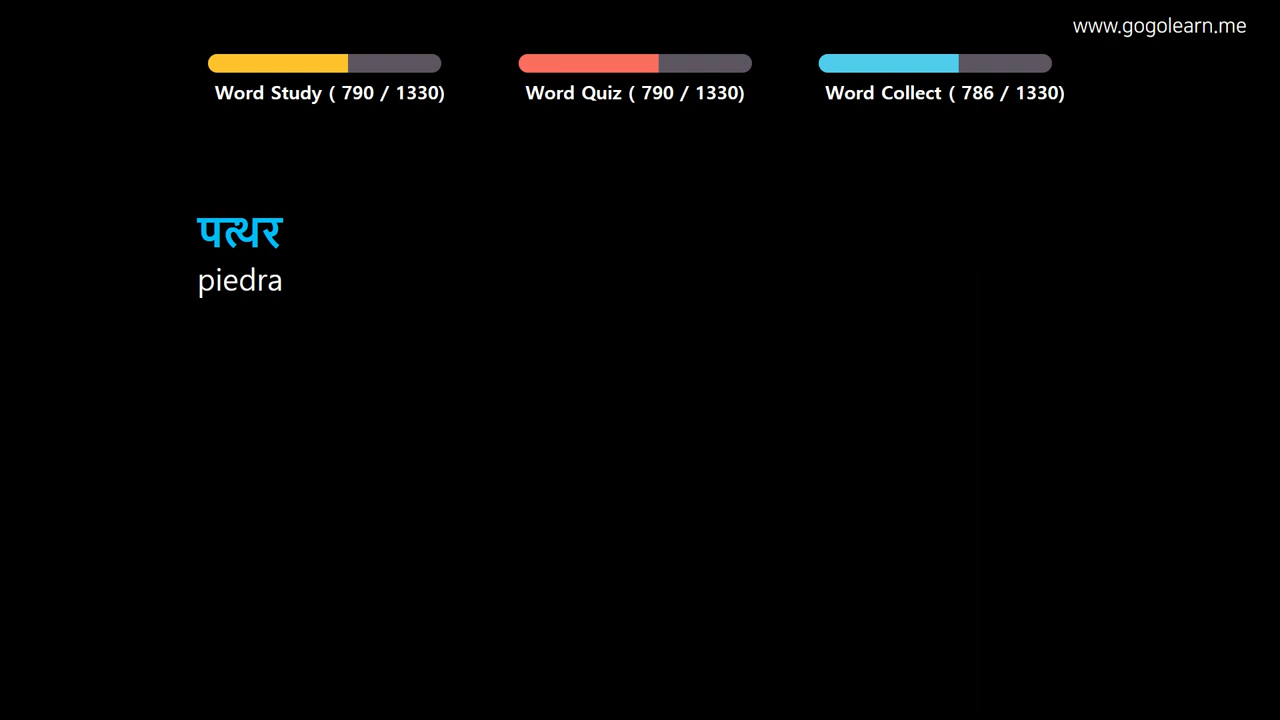 www.gogolearn.me
Word Study ( 790 / 1330)
Word Quiz ( 790 / 1330)
Word Collect ( 786 / 1330)
पत्थर
piedra